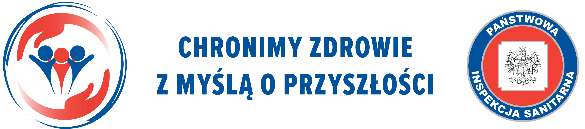 CHRONIMY ZDROWIE
Z MYŚLĄ O PRZYSZŁOŚCI
PAŃSTWOWA
INSPEKCJA SANITARNA